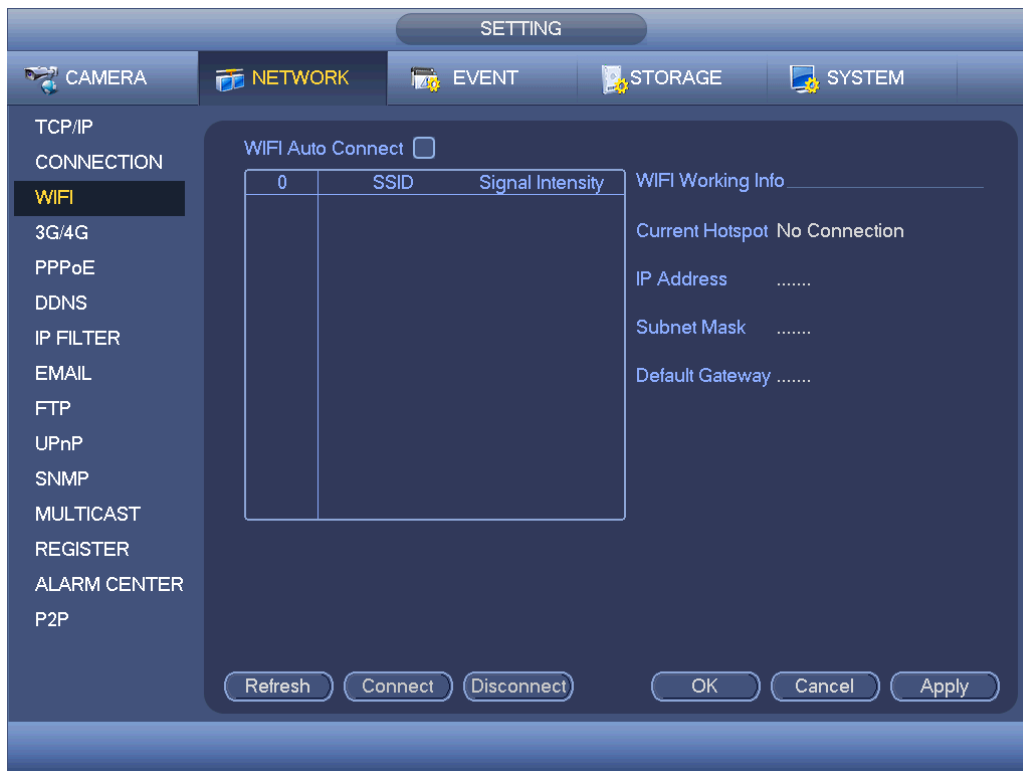 SETTING
CAMERA NETWORK EVENT STORAGE SYSTEM
TCP/IP
CONNECTION
WIFI
3G/4G
PPPoE
DDNS
IP FILTER
EMAIL
FTP
UPnP
SNMP
MULTICAST
REGISTER
ALARM CENTER
P2P
WIFI Auto Connect
0 SSID Signal Intensity
WIFI Working Info
Current Hotspot No Connection
IP Address .......
Subnet Mask .......
Default Gateway .......
Refresh Connect Disconnect OK Cancel Apply